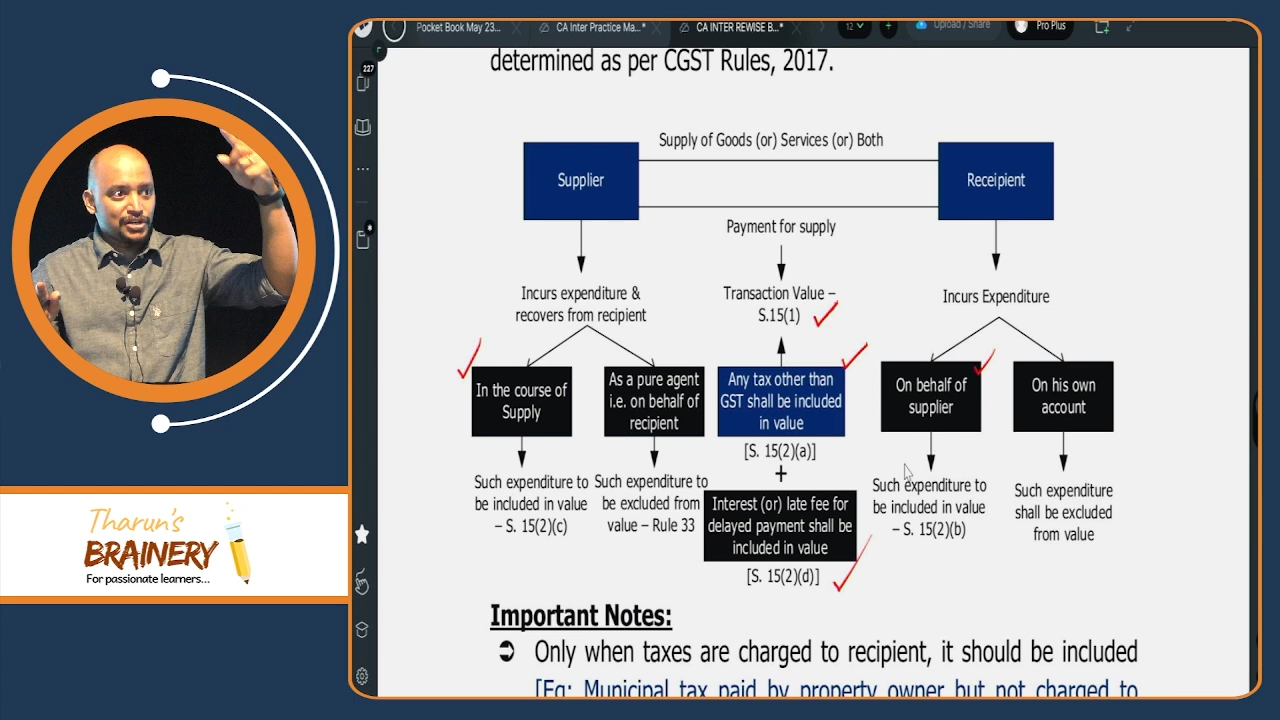 Pocket Book May 23...
CA Inter Practice Ma...*
CA INTER REWISE B...*
12
Upload / Share
Pro Plus
227
determined as per CGST Rules, 2017.
Supply of Goods (or) Services (or) Both
Supplier
Receipient
Payment for supply
Incurs expenditure &
recovers from recipient
Transaction Value –
S.15(1)
Incurs Expenditure
In the course of
Supply
As a pure agent
i.e. on behalf of
recipient
Any tax other than
GST shall be included
in value
On behalf of
supplier
On his own
account
[S. 15(2)(a)]
+
Such expenditure to
be included in value
– S. 15(2)(c)
Such expenditure to
be excluded from
value – Rule 33
Interest (or) late fee for
delayed payment shall be
included in value
[S. 15(2)(d)]
Such expenditure to
be included in value
– S. 15(2)(b)
Such expenditure
shall be excluded
from value
Important Notes:
Only when taxes are charged to recipient, it should be included
[Eg: Municipal tax paid by property owner but not charged to
Tharun's
BRAINERY
For passionate learners...